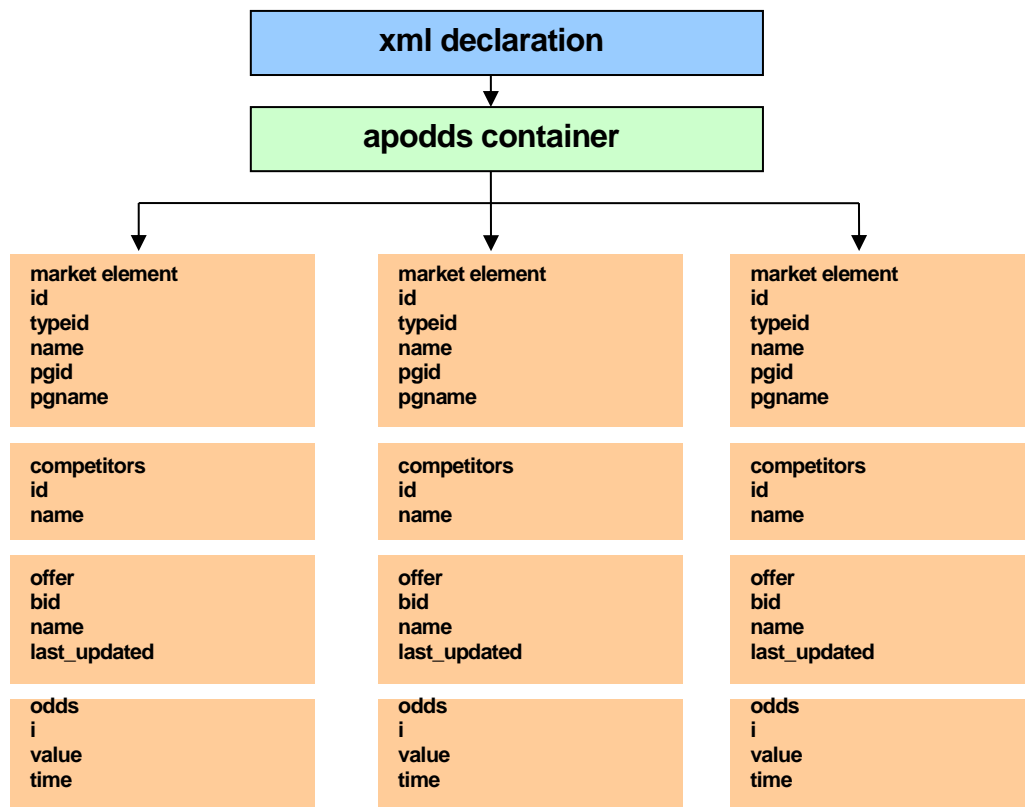 xml declaration
apodds container
market element
id
typeid
name
pgid
pgname
competitors
id
name
offer
bid
name
last_updated
odds
i
value
time
market element
id
typeid
name
pgid
pgname
competitors
id
name
offer
bid
name
last_updated
odds
i
value
time
market element
id
typeid
name
pgid
pgname
competitors
id
name
offer
bid
name
last_updated
odds
i
value
time